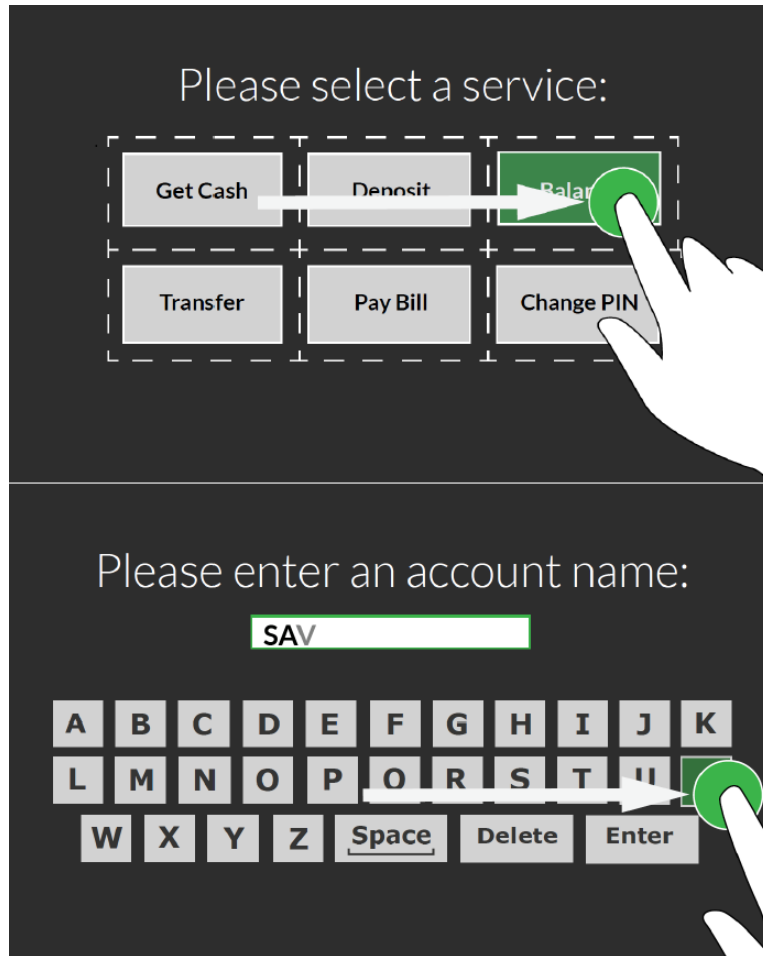 Please select a service:
Get Cash Deposit Balan
Transfer Pay Bill Change PIN
Please enter an account name:
SAV
A B C D E F G H I J K
L M N O P Q R S T U
W X Y Z Space Delete Enter